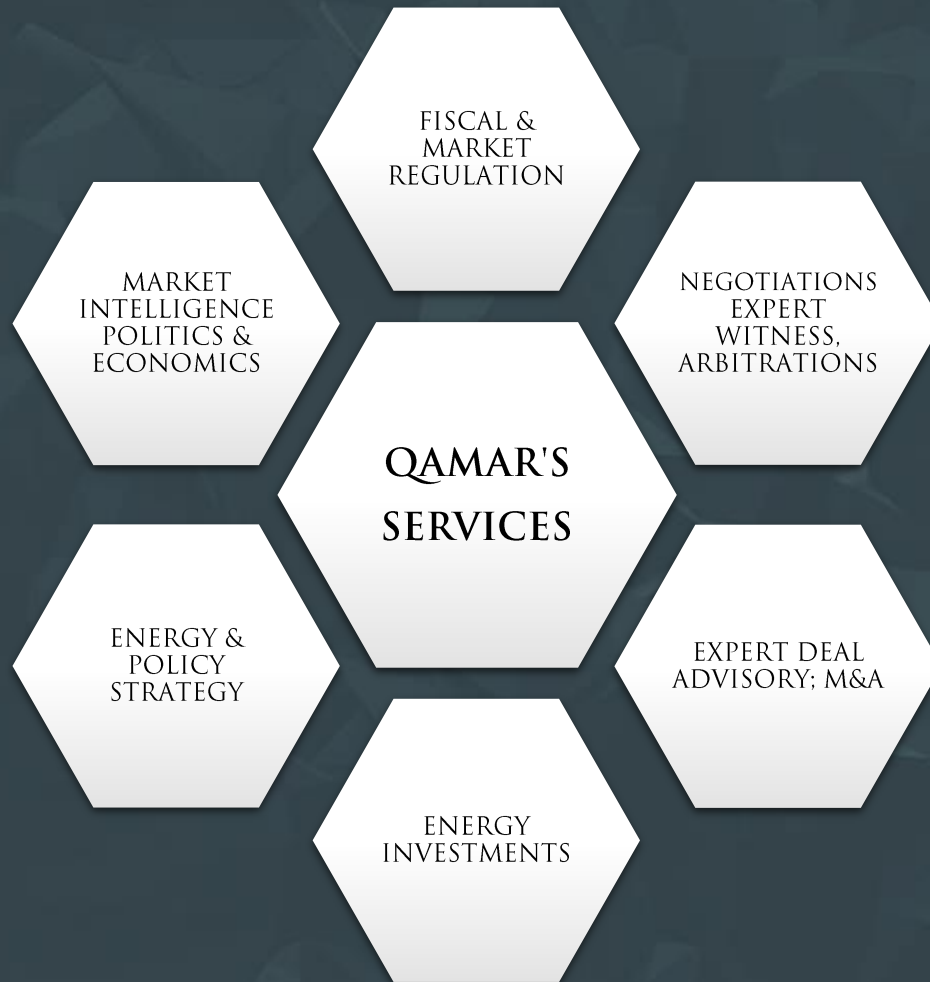 FISCAL &
MARKET
REGULATION
MARKET
INTELLIGENCE
POLITICS &
ECONOMICS
NEGOTIATIONS
EXPERT
WITNESS,
ARBITRATIONS
QAMAR'S
SERVICES
ENERGY &
POLICY
STRATEGY
EXPERT DEAL
ADVISORY; M&A
ENERGY
INVESTMENTS